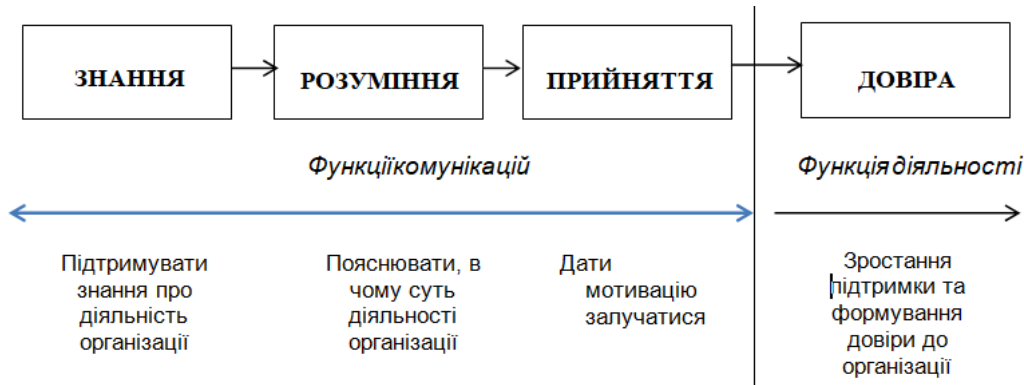 ЗНАННЯ
РОЗУМІННЯ
ПРИЙНЯТТЯ
ДОВІРА
Функціїкомунікацій
Функціядіяльності
Підтримувати
знання про
діяльність
організації
Пояснювати, в
чому суть
діяльності
організації
Дати
мотивацію
залучатися
Зростання
підтримки та
формування
довіри до
організації